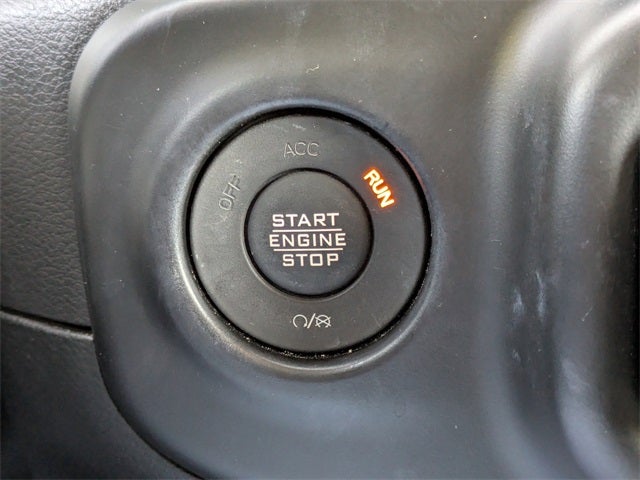 OFF
ACC
RUN
START
ENGINE
STOP